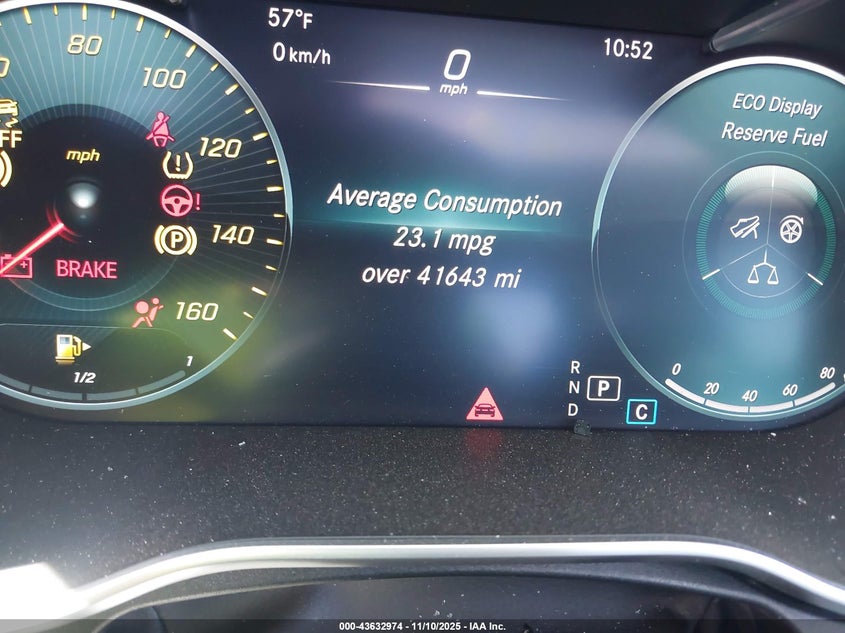 57°F
0 km/h
0
mph
10:52
80
100
120
140
160
mph
OFF
BRAKE
1/2
1
Average Consumption
23.1 mpg
over 41643 mi
ECO Display
Reserve Fuel
R
N
D
P
C
0
20
40
60
80
000-43632974 - 11/10/2025 - IAA Inc.